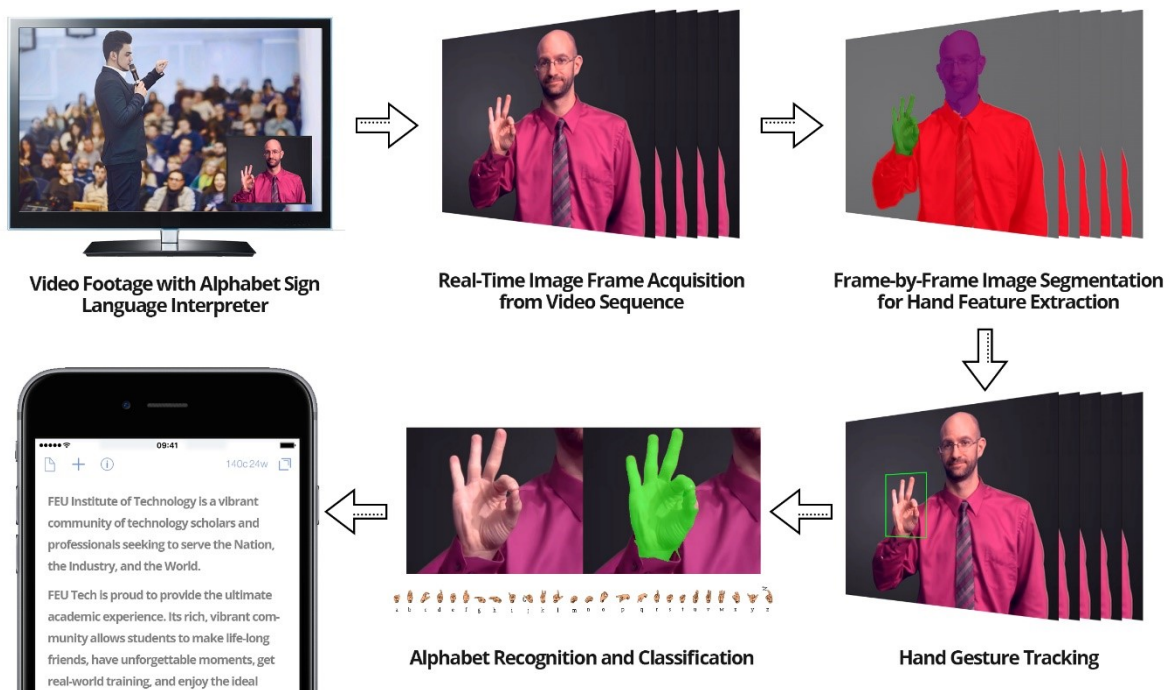 Video Footage with Alphabet Sign
Language Interpreter
Real-Time Image Frame Acquisition
from Video Sequence
Frame-by-Frame Image Segmentation
for Hand Feature Extraction
09:41
140c24w
FEU Institute of Technology is a vibrant
community of technology scholars and
professionals seeking to serve the Nation,
the Industry, and the World.
FEU Tech is proud to provide the ultimate
academic experience. Its rich, vibrant com-
munity allows students to make life-long
friends, have unforgettable moments, get
real-world training, and enjoy the ideal
a b c d e f g h i j k l m n o p q r s t u v w x y z
Alphabet Recognition and Classification
Hand Gesture Tracking